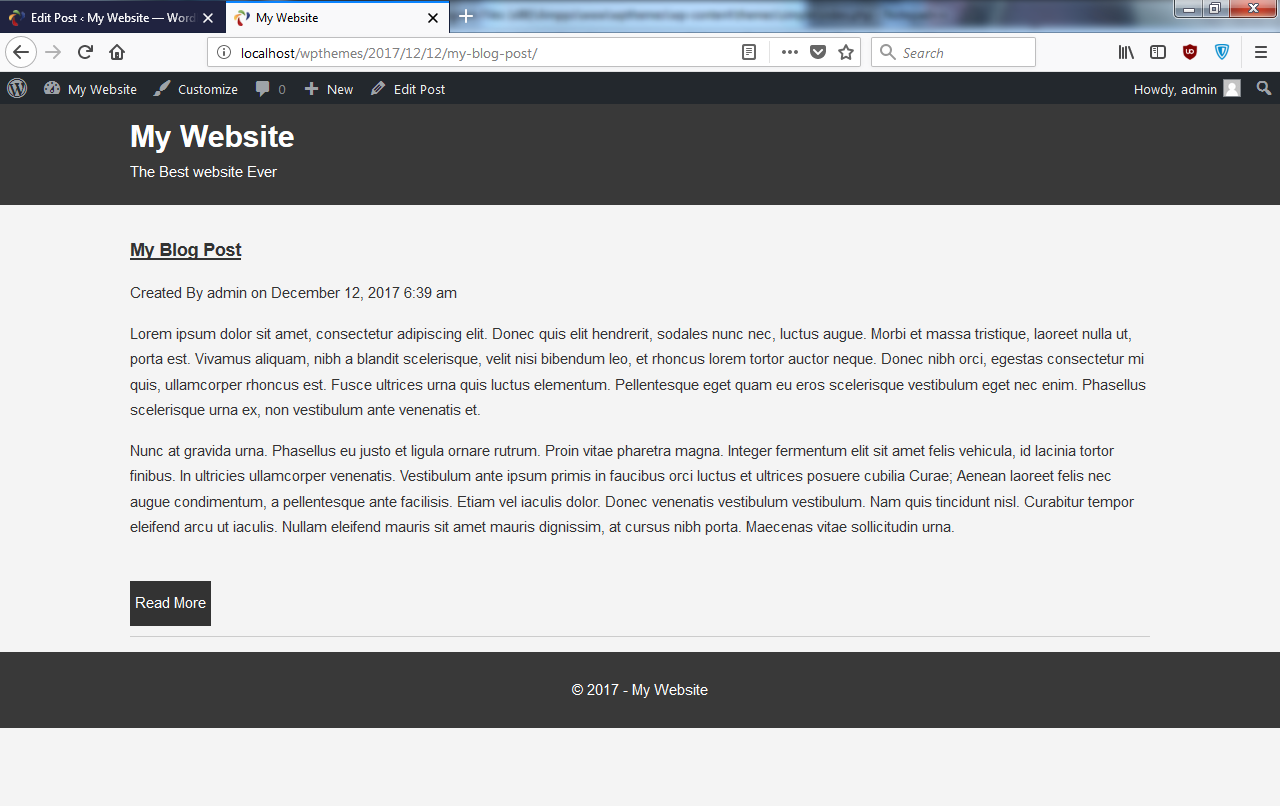 Edit Post ‹ My Website — Word
My Website
localhost/wpthemes/2017/12/12/my-blog-post/
Search
My Website
Customize
0
New
Edit Post
Howdy, admin
My Website
The Best website Ever
My Blog Post
Created By admin on December 12, 2017 6:39 am
Lorem ipsum dolor sit amet, consectetur adipiscing elit. Donec quis elit hendrerit, sodales nunc nec, luctus augue. Morbi et massa tristique, laoreet nulla ut,
porta est. Vivamus aliquam, nibh a blandit scelerisque, velit nisi bibendum leo, et rhoncus lorem tortor auctor neque. Donec nibh orci, egestas consectetur mi
quis, ullamcorper rhoncus est. Fusce ultrices urna quis luctus elementum. Pellentesque eget quam eu eros scelerisque vestibulum eget nec enim. Phasellus
scelerisque urna ex, non vestibulum ante venenatis et.
Nunc at gravida urna. Phasellus eu justo et ligula ornare rutrum. Proin vitae pharetra magna. Integer fermentum elit sit amet felis vehicula, id lacinia tortor
finibus. In ultricies ullamcorper venenatis. Vestibulum ante ipsum primis in faucibus orci luctus et ultrices posuere cubilia Curae; Aenean laoreet felis nec
augue condimentum, a pellentesque ante facilisis. Etiam vel iaculis dolor. Donec venenatis vestibulum vestibulum. Nam quis tincidunt nisl. Curabitur tempor
eleifend arcu ut iaculis. Nullam eleifend mauris sit amet mauris dignissim, at cursus nibh porta. Maecenas vitae sollicitudin urna.
Read More
© 2017 - My Website